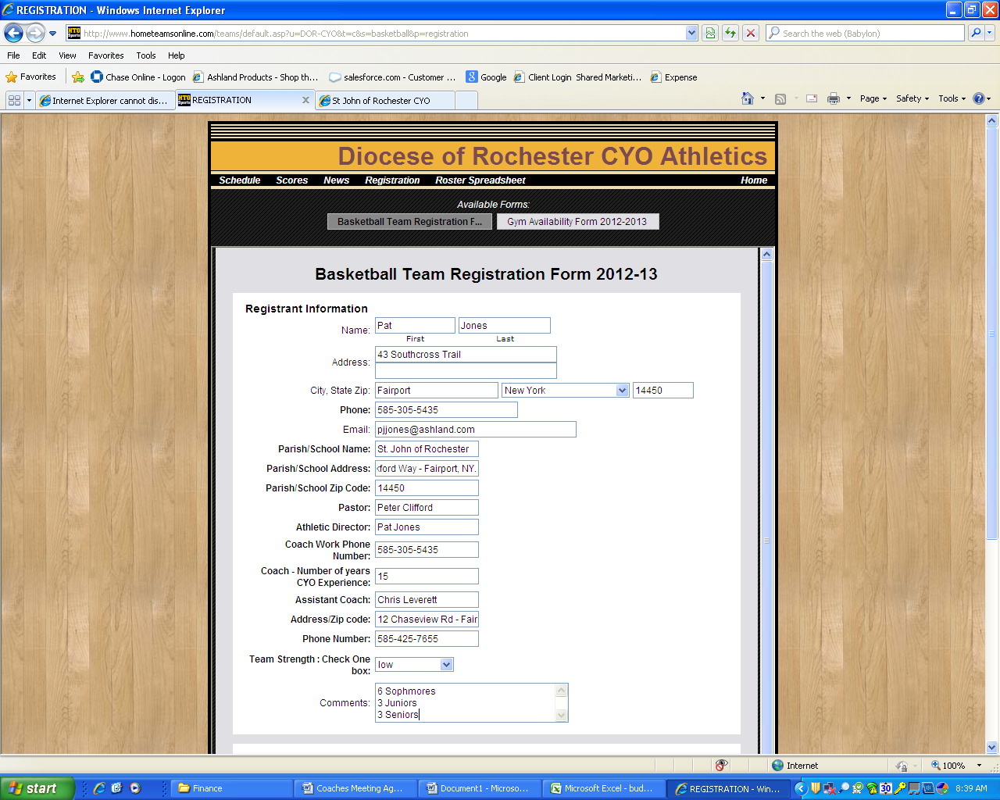 REGISTRATION - Windows Internet Explorer
http://www.hometeamsonline.com/teams/default.asp?u=DOR-CYO&t=c&s=basketball&p=registration
Search the web (Babylon)
File Edit View Favorites Tools Help
Favorites Chase Online - Logon Ashland Products - Shop th... salesforce.com - Customer ... Google Client Login Shared Marketi... Expense
Internet Explorer cannot dis... HTO Sports REGISTRATION St John of Rochester CYO Page Safety Tools
Diocese of Rochester CYO Athletics
Schedule Scores News Registration Roster Spreadsheet Home
Available Forms:
Basketball Team Registration F... Gym Availability Form 2012-2013
Basketball Team Registration Form 2012-13
Registrant Information
Name: Pat Jones
First Last
Address: 43 Southcross Trail
City, State Zip: Fairport New York 14450
Phone: 585-305-5435
Email: pjjones@ashland.com
Parish/School Name: St. John of Rochester
Parish/School Address: kford Way - Fairport, NY.
Parish/School Zip Code: 14450
Pastor: Peter Clifford
Athletic Director: Pat Jones
Coach Work Phone
Number: 585-305-5435
Coach - Number of years
CYO Experience: 15
Assistant Coach: Chris Leverett
Address/Zip code: 12 Chaseview Rd - Fair
Phone Number: 585-425-7655
Team Strength : Check One
box: low
Comments: 6 Sophmores
3 Juniors
3 Seniors
Internet 100%
start Finance Coaches Meeting Ag... Document1 - Microso... Microsoft Excel - bud... REGISTRATION - Win... 30 8:39 AM